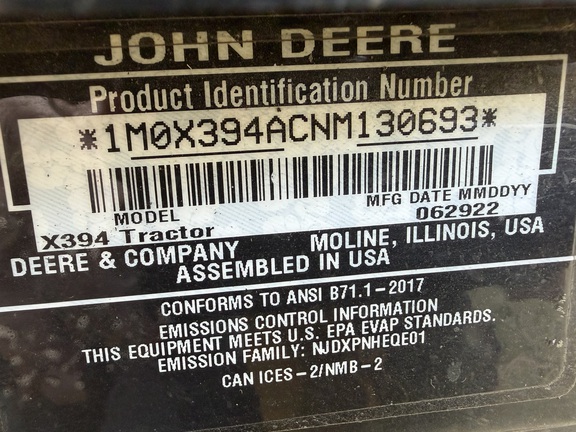 JOHN DEERE
Product Identification Number
*1M0X394ACNM130693*
MODEL
MFG DATE MMDDYY
X394 Tractor
062922
DEERE & COMPANY
MOLINE, ILLINOIS, USA
ASSEMBLED IN USA
CONFORMS TO ANSI B71.1-2017
EMISSIONS CONTROL INFORMATION
THIS EQUIPMENT MEETS U.S. EPA EVAP STANDARDS.
EMISSION FAMILY: NJDXPNHEQE01
CAN ICES-2/NMB-2